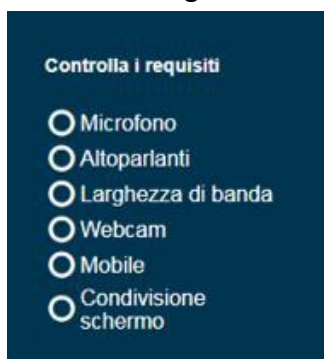 Controlla i requisiti
Microfono
Altoparlanti
Larghezza di banda
Webcam
Mobile
Condivisione
schermo